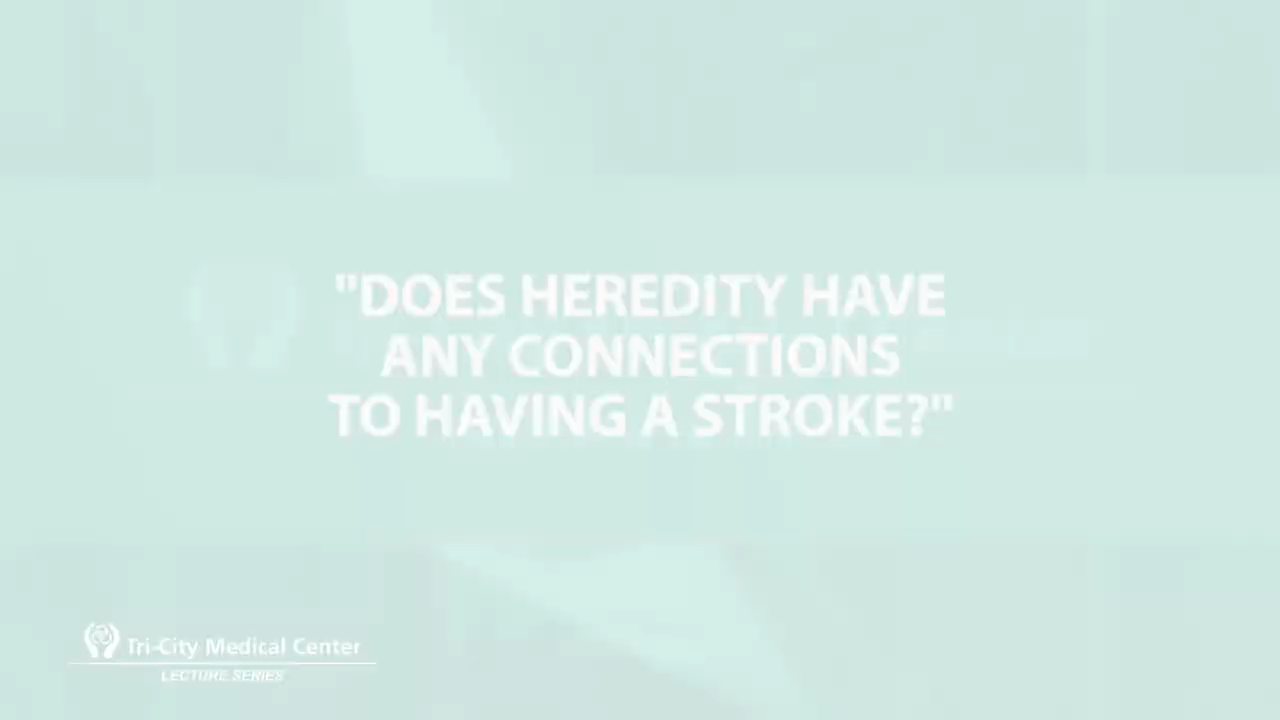 "DOES HEREDITY HAVE
ANY CONNECTIONS
TO HAVING A STROKE?"
Tri-City Medical Center
LECTURE SERIES